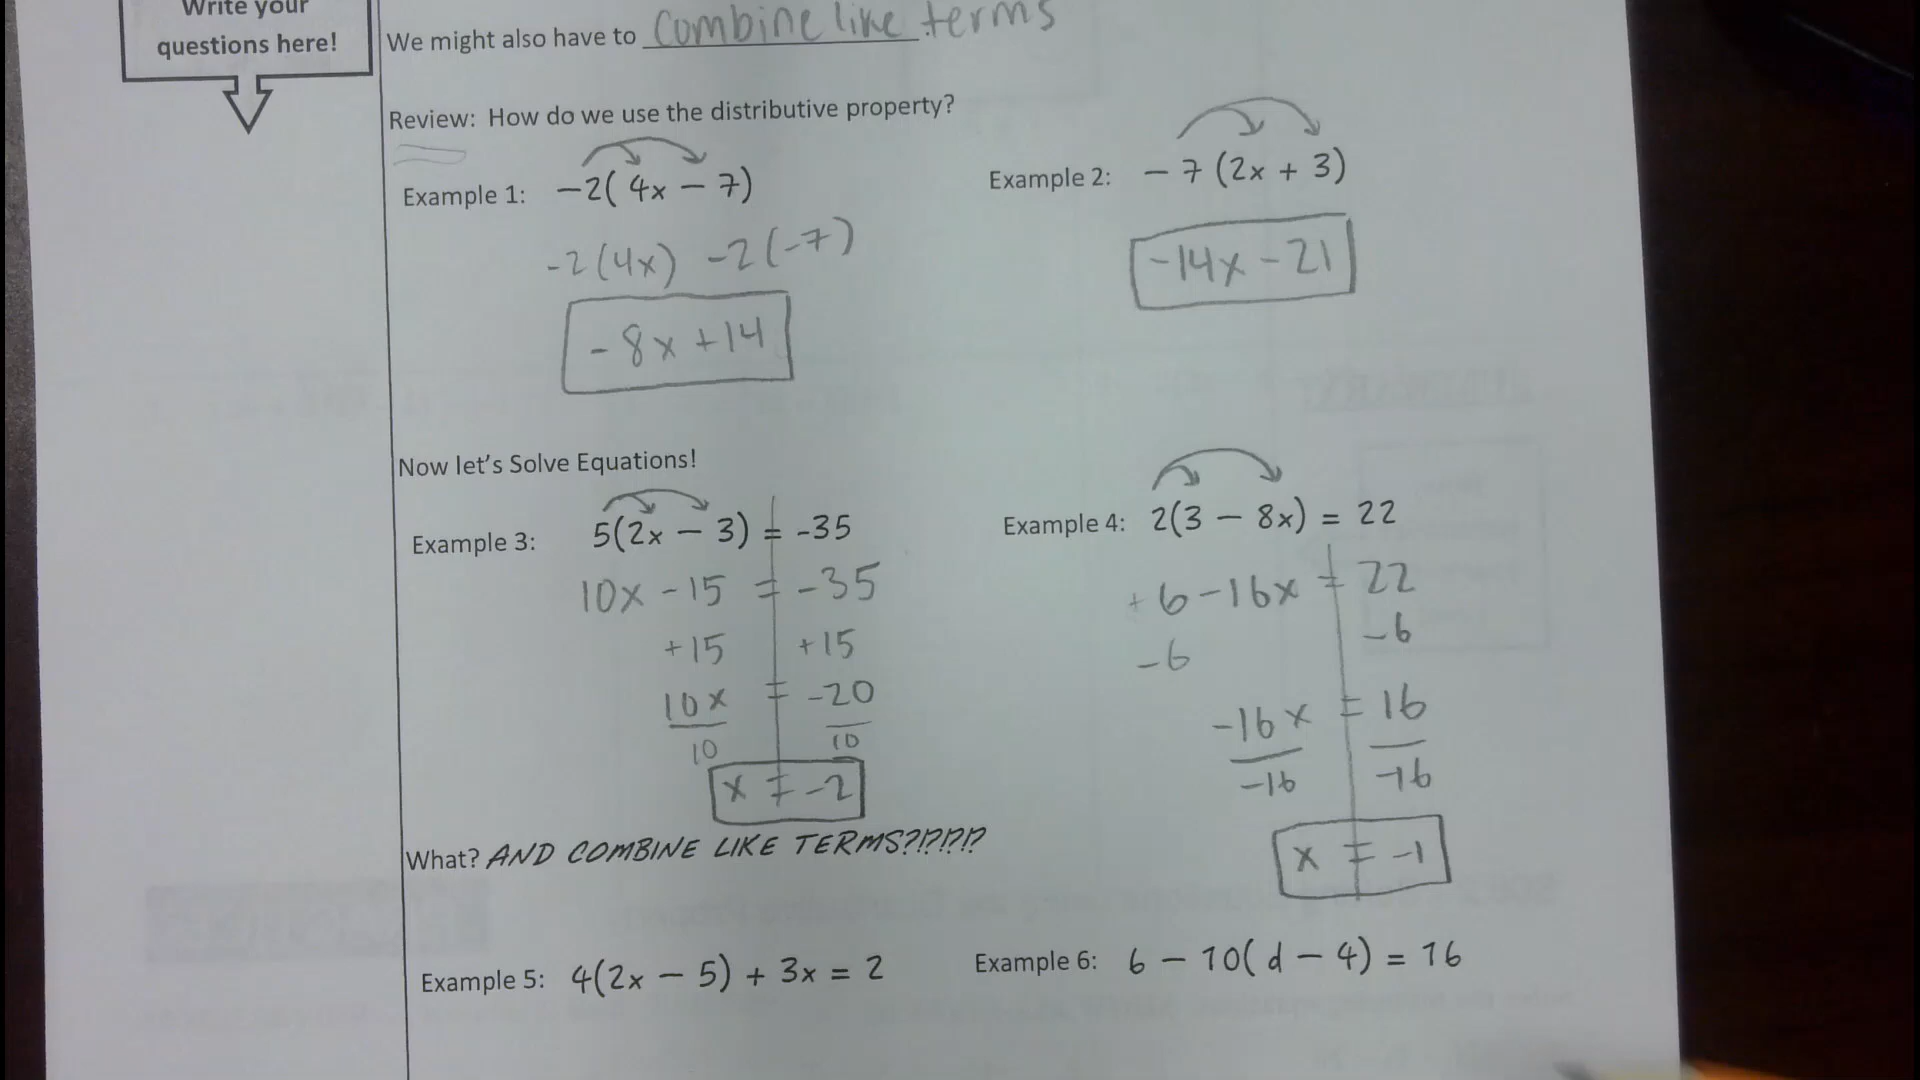 Write your
questions here!
We might also have to combine like terms
Review: How do we use the distributive property?
Example 1: -2(4x - 7)
-2(4x) -2(-7)
-8x +14
Example 2: -7(2x + 3)
-14x - 21
Now let's Solve Equations!
Example 3: 5(2x - 3) = -35
10x - 15 = -35
+15 +15
10x = -20
10 10
x = -2
Example 4: 2(3 - 8x) = 22
+6 -16x = 22
-6 -6
-16x = 16
-16 -16
x = -1
What? AND COMBINE LIKE TERMS?????
Example 5: 4(2x - 5) + 3x = 2
Example 6: 6 - 10(d - 4) = 16